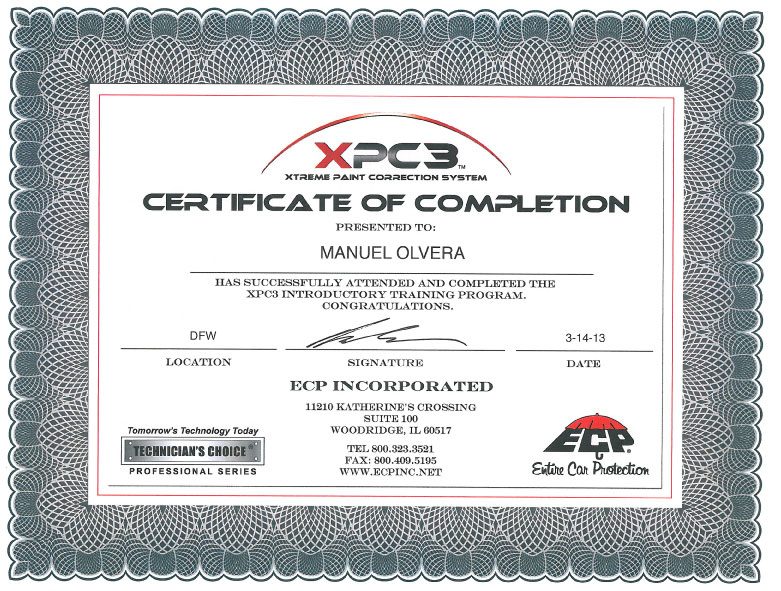 XPC3™
XTREME PAINT CORRECTION SYSTEM
CERTIFICATE OF COMPLETION
PRESENTED TO:
MANUEL OLVERA
HAS SUCCESSFULLY ATTENDED AND COMPLETED THE
XPC3 INTRODUCTORY TRAINING PROGRAM.
CONGRATULATIONS.
DFW
3-14-13
LOCATION
SIGNATURE
DATE
ECP INCORPORATED
11210 KATHERINE'S CROSSING
SUITE 100
WOODRIDGE, IL 60517
TEL 800.323.3521
FAX: 800.409.5195
WWW.ECPINC.NET
Tomorrow's Technology Today
TECHNICIAN'S CHOICE®
PROFESSIONAL SERIES
ECP®
Entire Car Protection